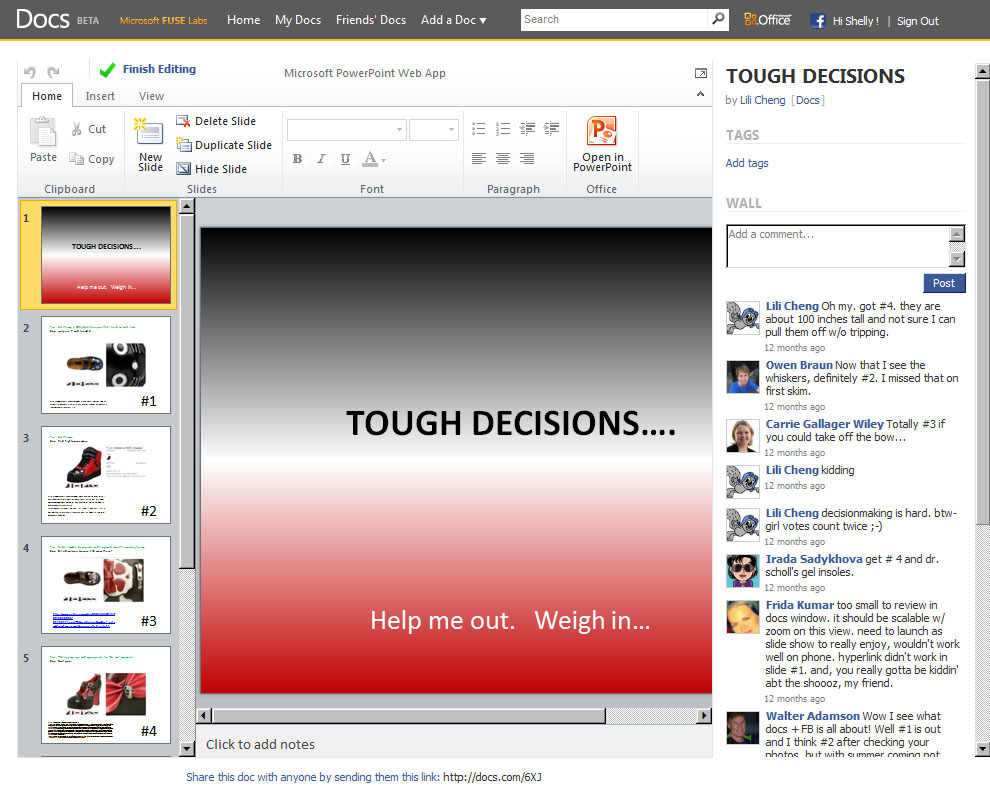 Docs BETA Microsoft FUSE Labs Home My Docs Friends' Docs Add a Doc Search Office Hi Shelly ! | Sign Out
Finish Editing Microsoft PowerPoint Web App
Home Insert View
Paste Cut Copy
Clipboard
New Slide
Delete Slide
Duplicate Slide
Hide Slide
Slides
B I U A
Font
Paragraph
Open in
PowerPoint
Office
1
TOUGH DECISIONS....
Help me out. Weigh in...
2
#1
3
#2
4
#3
5
#4
TOUGH DECISIONS....
Help me out. Weigh in...
Click to add notes
Share this doc with anyone by sending them this link: http://docs.com/6XJ
TOUGH DECISIONS
by Lili Cheng [Docs]
TAGS
Add tags
WALL
Add a comment...
Post
Lili Cheng Oh my. got #4. they are
about 100 inches tall and not sure I can
pull them off w/o tripping.
12 months ago
Owen Braun Now that I see the
whiskers, definitely #2. I missed that on
first skim.
12 months ago
Carrie Gallager Wiley Totally #3 if
you could take off the bow...
12 months ago
Lili Cheng kidding
12 months ago
Lili Cheng decisionmaking is hard. btw-
girl votes count twice ;-)
12 months ago
Irada Sadykhova get # 4 and dr.
scholl's gel insoles.
12 months ago
Frida Kumar too small to review in
docs window. it should be scalable w/
zoom on this view. need to launch as
slide show to really enjoy, wouldn't work
well on phone. hyperlink didn't work in
slide #1. and, you really gotta be kiddin'
abt the shoooz, my friend.
12 months ago
Walter Adamson Wow I see what
docs + FB is all about! Well #1 is out
and I think #2 after checking your
photos, but with summer coming not